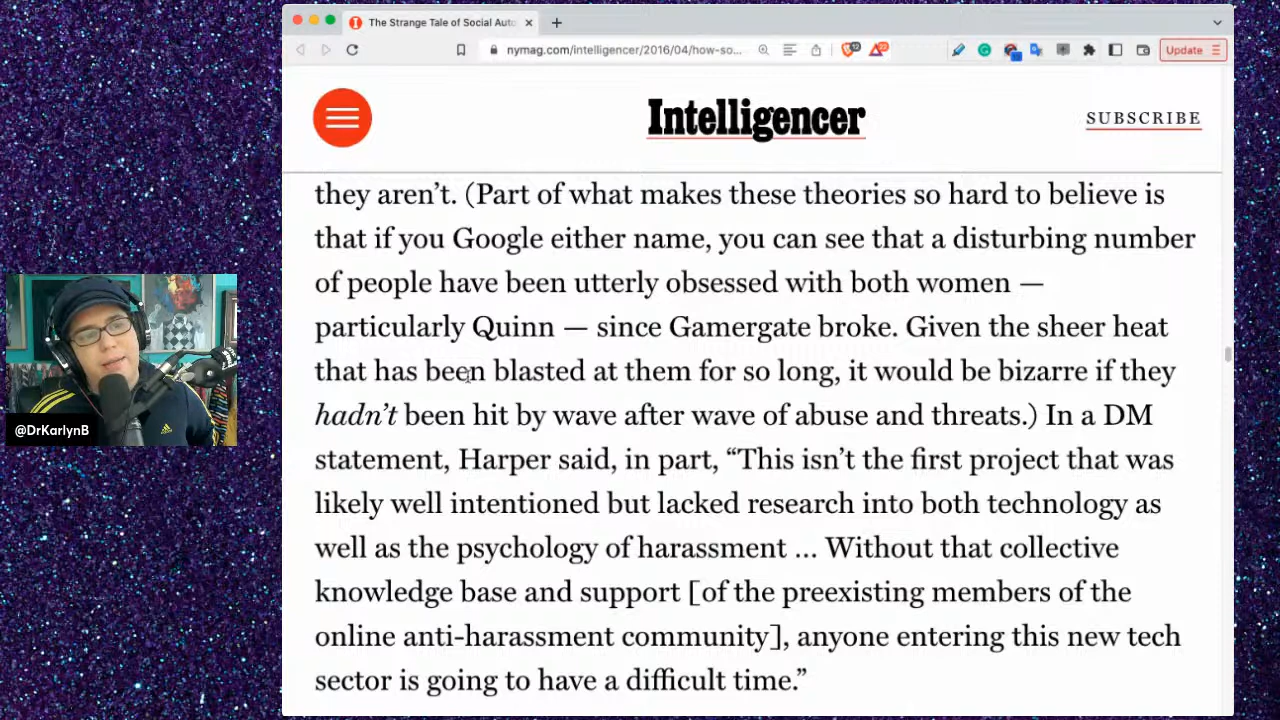 The Strange Tale of Social Auto
nymag.com/intelligencer/2016/04/how-so...
Update
Intelligencer
SUBSCRIBE
they aren’t. (Part of what makes these theories so hard to believe is
that if you Google either name, you can see that a disturbing number
of people have been utterly obsessed with both women —
particularly Quinn — since Gamergate broke. Given the sheer heat
that has been blasted at them for so long, it would be bizarre if they
hadn’t been hit by wave after wave of abuse and threats.) In a DM
statement, Harper said, in part, “This isn’t the first project that was
likely well intentioned but lacked research into both technology as
well as the psychology of harassment … Without that collective
knowledge base and support [of the preexisting members of the
online anti-harassment community], anyone entering this new tech
sector is going to have a difficult time.”
@DrKarlynB